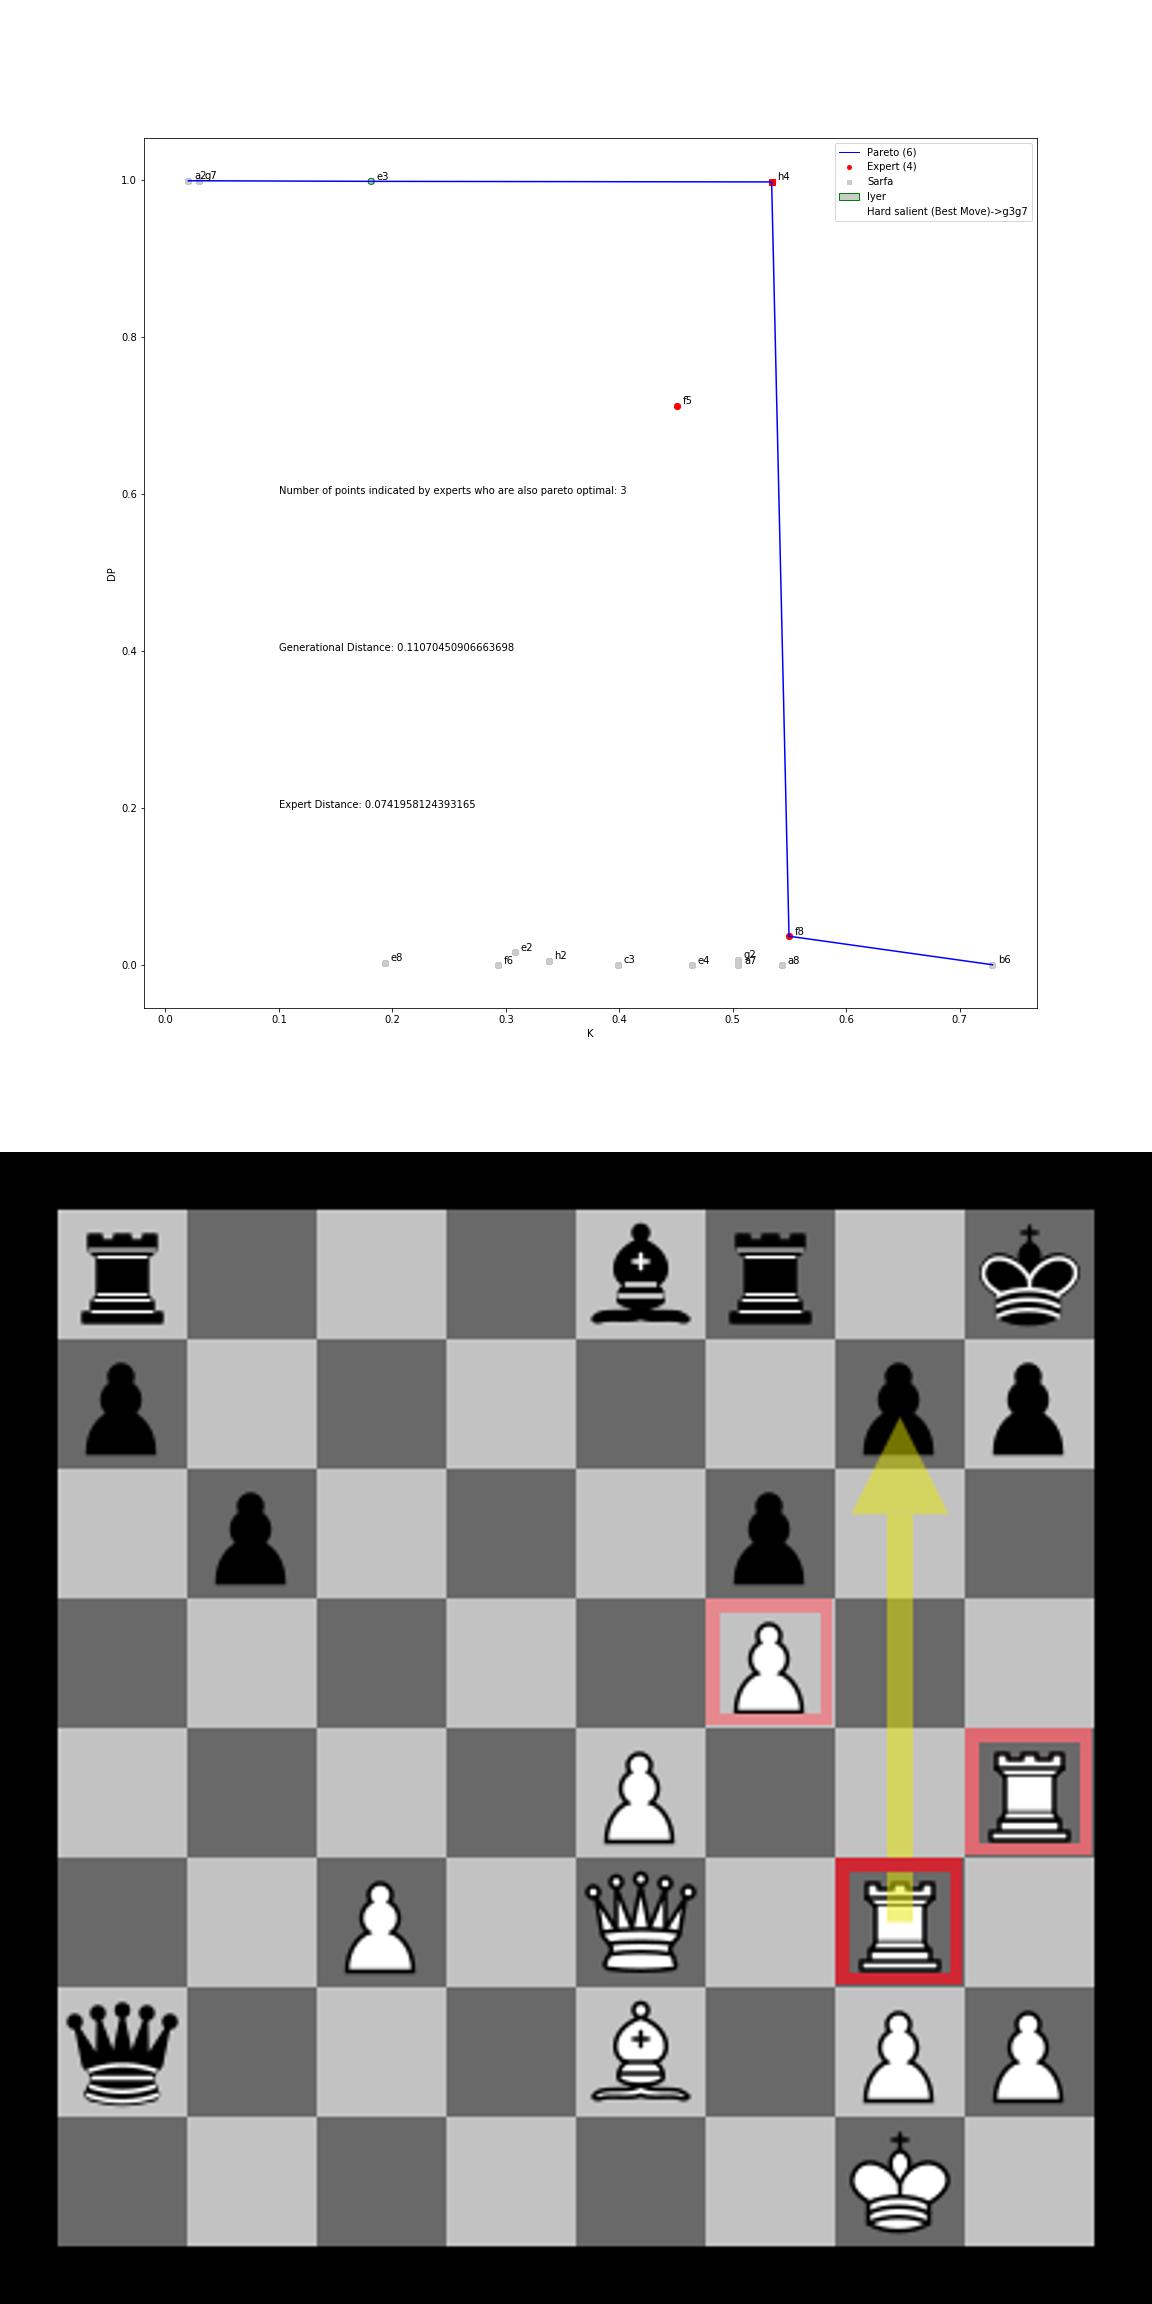 Pareto (6)
Expert (4)
Sarfa
Iyer
Hard salient (Best Move)->g3g7
1.0
0.8
0.6
0.4
0.2
0.0
DP
e3
h4
f5
Number of points indicated by experts who are also pareto optimal: 3
Generational Distance: 0.11070450906663698
Expert Distance: 0.0741958124393165
f8
e8
f6
e2
h2
c3
e4
a8
b6
0.0 0.1 0.2 0.3 0.4 0.5 0.6 0.7
K